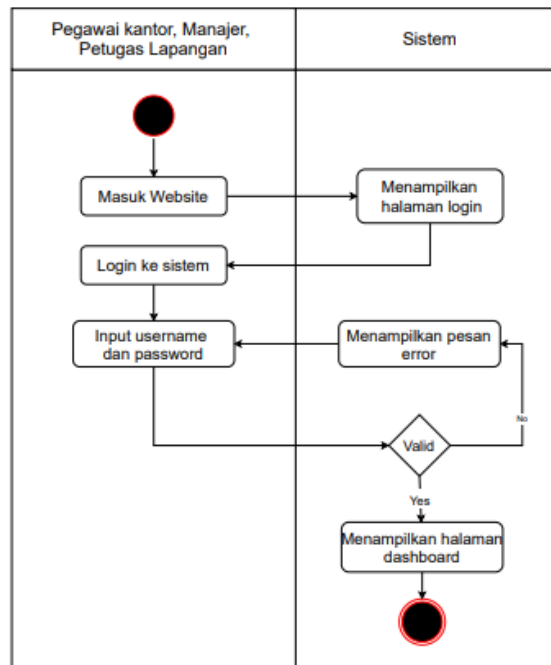 Pegawai kantor, Manajer,
Petugas Lapangan
Sistem
Masuk Website
Menampilkan
halaman login
Login ke sistem
Input username
dan password
Menampilkan pesan
error
Valid
No
Yes
Menampilkan halaman
dashboard